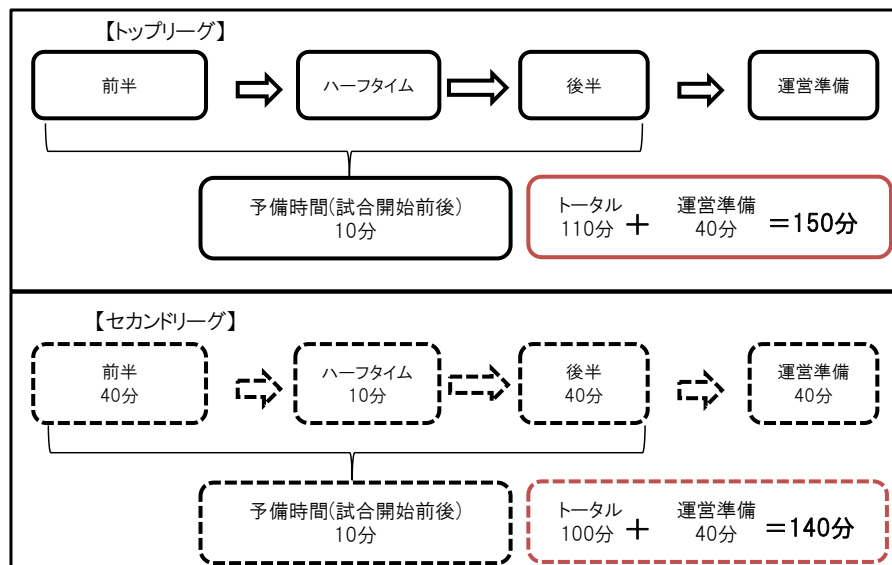 【トップリーグ】
前半
ハーフタイム
後半
運営準備
予備時間(試合開始前後)
10分
トータル
110分
+
運営準備
40分
=150分
【セカンドリーグ】
前半
40分
ハーフタイム
10分
後半
40分
運営準備
40分
予備時間(試合開始前後)
10分
トータル
100分
+
運営準備
40分
=140分